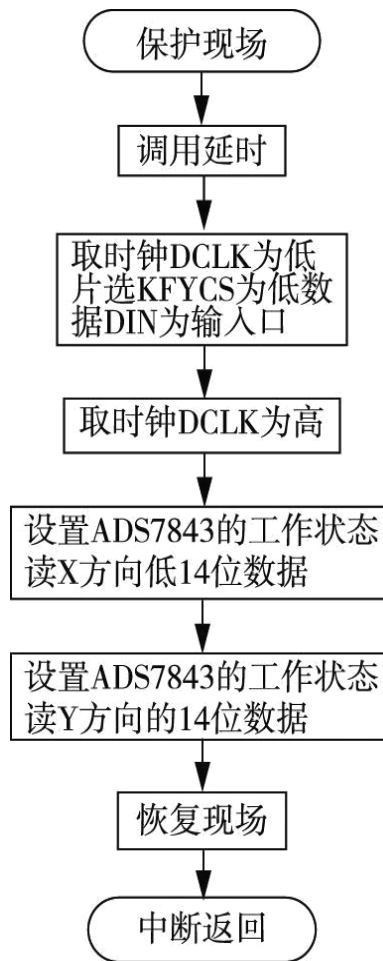 保护现场
调用延时
取时钟DCLK为低
片选KFYCS为低数
据DIN为输入口
取时钟DCLK为高
设置ADS7843的工作状态
读X方向低14位数据
设置ADS7843的工作状态
读Y方向的14位数据
恢复现场
中断返回